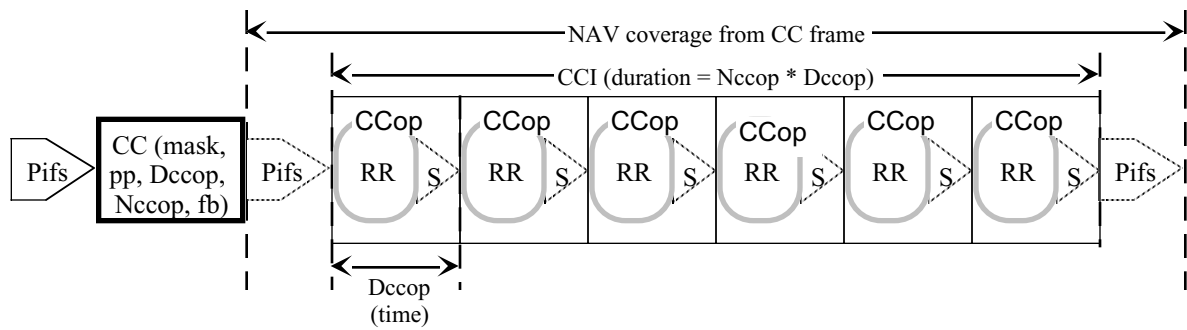 NAV coverage from CC frame
CCI (duration = Nccop * Dccop)
Pifs
CC (mask,
pp, Dccop,
Nccop, fb)
Pifs
CCop
RR
S
CCop
RR
S
CCop
RR
S
CCop
RR
S
CCop
RR
S
CCop
RR
S
Pifs
Dccop
(time)